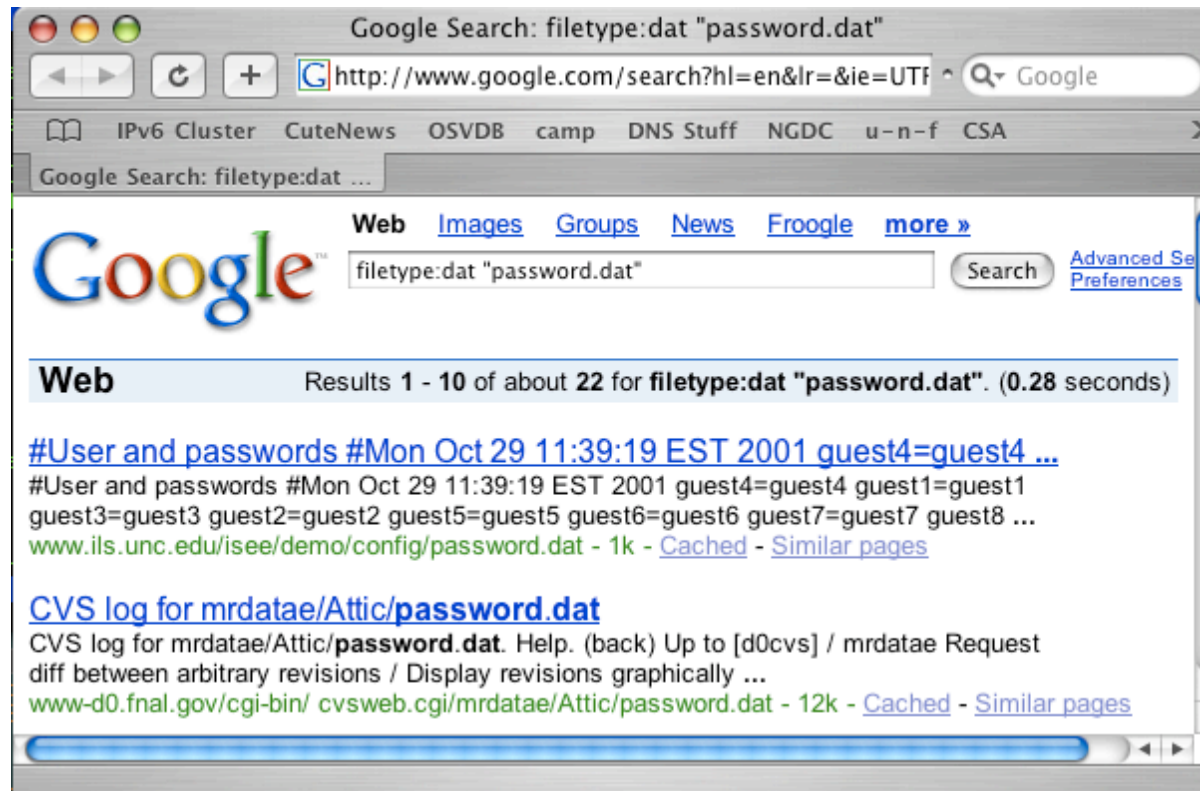 Google Search: filetype:dat "password.dat"
G http://www.google.com/search?hl=en&lr=&ie=UTF
Google
IPv6 Cluster CuteNews OSVDB camp DNS Stuff NGDC u-n-f CSA
Google Search: filetype:dat ...
Web Images Groups News Froogle more »
Google™
filetype:dat "password.dat"
Search
Advanced Se
Preferences
Web Results 1 - 10 of about 22 for filetype:dat "password.dat". (0.28 seconds)
#User and passwords #Mon Oct 29 11:39:19 EST 2001 guest4=guest4 ...
#User and passwords #Mon Oct 29 11:39:19 EST 2001 guest4=guest4 guest1=guest1
guest3=guest3 guest2=guest2 guest5=guest5 guest6=guest6 guest7=guest7 guest8 ...
www.ils.unc.edu/isee/demo/config/password.dat - 1k - Cached - Similar pages
CVS log for mrdatae/Attic/password.dat
CVS log for mrdatae/Attic/password.dat. Help. (back) Up to [d0cvs] / mrdatae Request
diff between arbitrary revisions / Display revisions graphically ...
www-d0.fnal.gov/cgi-bin/ cvsweb.cgi/mrdatae/Attic/password.dat - 12k - Cached - Similar pages